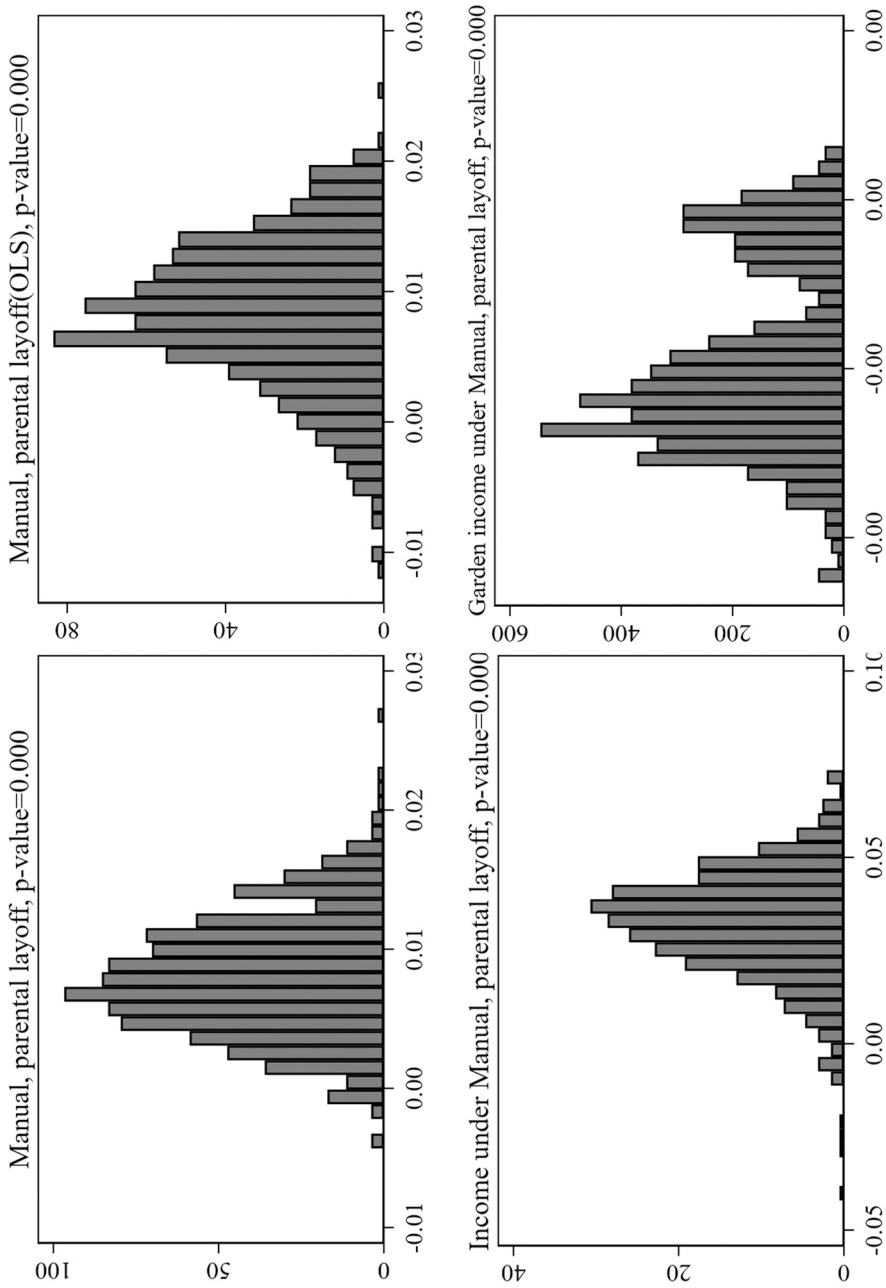 Manual, parental layoff, p-value=0.000
100
50
0
-0.01 0.00 0.01 0.02 0.03
Manual, parental layoff(OLS), p-value=0.000
80
40
0
-0.01 0.00 0.01 0.02 0.03
Income under Manual, parental layoff, p-value=0.000
40
20
0
-0.05 0.00 0.05 0.10
Garden income under Manual, parental layoff, p-value=0.000
600
400
200
0
-0.00 -0.00 0.00 0.00